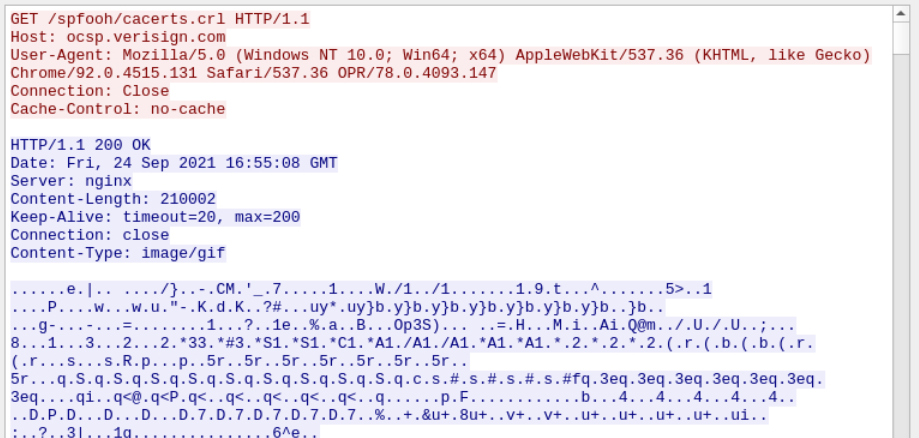 GET /spfooh/cacerts.crl HTTP/1.1
Host: ocsp.verisign.com
User-Agent: Mozilla/5.0 (Windows NT 10.0; Win64; x64) AppleWebKit/537.36 (KHTML, like Gecko)
Chrome/92.0.4515.131 Safari/537.36 OPR/78.0.4093.147
Connection: Close
Cache-Control: no-cache
HTTP/1.1 200 OK
Date: Fri, 24 Sep 2021 16:55:08 GMT
Server: nginx
Content-Length: 210002
Keep-Alive: timeout=20, max=200
Connection: close
Content-Type: image/gif
......e.|.. ..../}..-.CM.'_.7.....1....W./1../1.......1.9.t...^.......5>..1
....P....w...w.u."-.K.d.K..?#...uy*.uy}b.y}b.y}b.y}b.y}b.y}b.y}b..}b..
...g-...-...=........1...?..1e..%.a..B...Op3S)... ..=.H...M.i..Ai.Q@m../.U./.U..;...
8...1...3...2...2.*33.*#3.*S1.*S1.*C1.*A1./A1./A1.*A1.*A1.*.2.*.2.*.2.(.r.(.b.(.b.(.r.
(.r...s...s.R.p...p..5r..5r..5r..5r..5r..5r..5r..
5r...q.S.q.S.q.S.q.S.q.S.q.S.q.S.q.S.q.S.q.c.s.#.s.#.s.#.s.#fq.3eq.3eq.3eq.3eq.3eq.3eq.
3eq....qi..q<@.q<P.q<..q<..q<..q<..q<..q......p.F............b...4...4...4...4...4..
..D.P.D...D...D...D.7.D.7.D.7.D.7.D.7..%..+.&u+.8u+..v+..v+..u+..u+..u+..u+..ui..
:..?..3|...1g...............6^e..